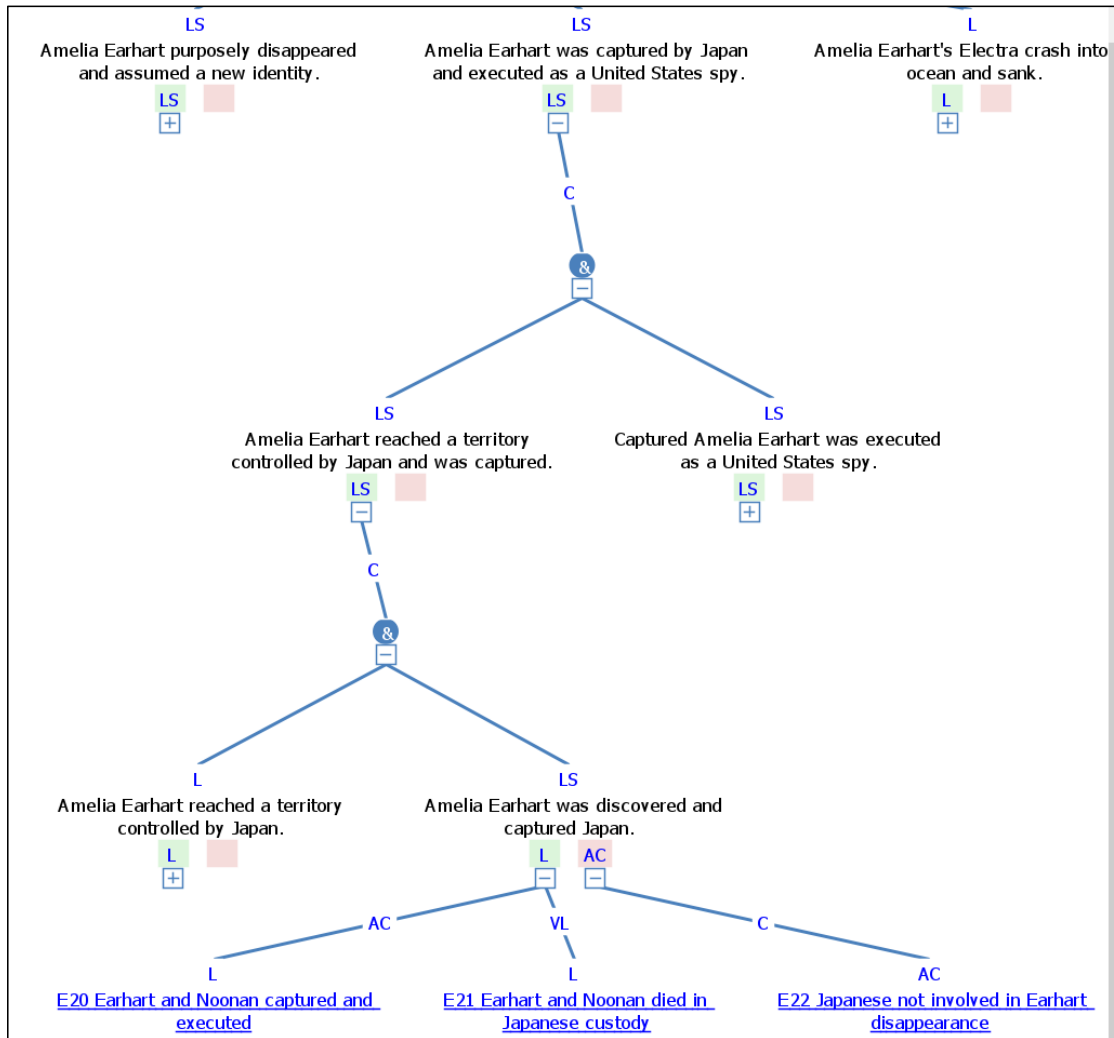 LS LS L
Amelia Earhart purposely disappeared
and assumed a new identity.
Amelia Earhart was captured by Japan
and executed as a United States spy.
Amelia Earhart's Electra crash into
ocean and sank.
LS LS L
C
&
LS LS
Amelia Earhart reached a territory
controlled by Japan and was captured.
Captured Amelia Earhart was executed
as a United States spy.
LS LS
C
&
L LS
Amelia Earhart reached a territory
controlled by Japan.
Amelia Earhart was discovered and
captured Japan.
L L AC
AC VL C
L L AC
E20 Earhart and Noonan captured and
executed
E21 Earhart and Noonan died in
Japanese custody
E22 Japanese not involved in Earhart
disappearance